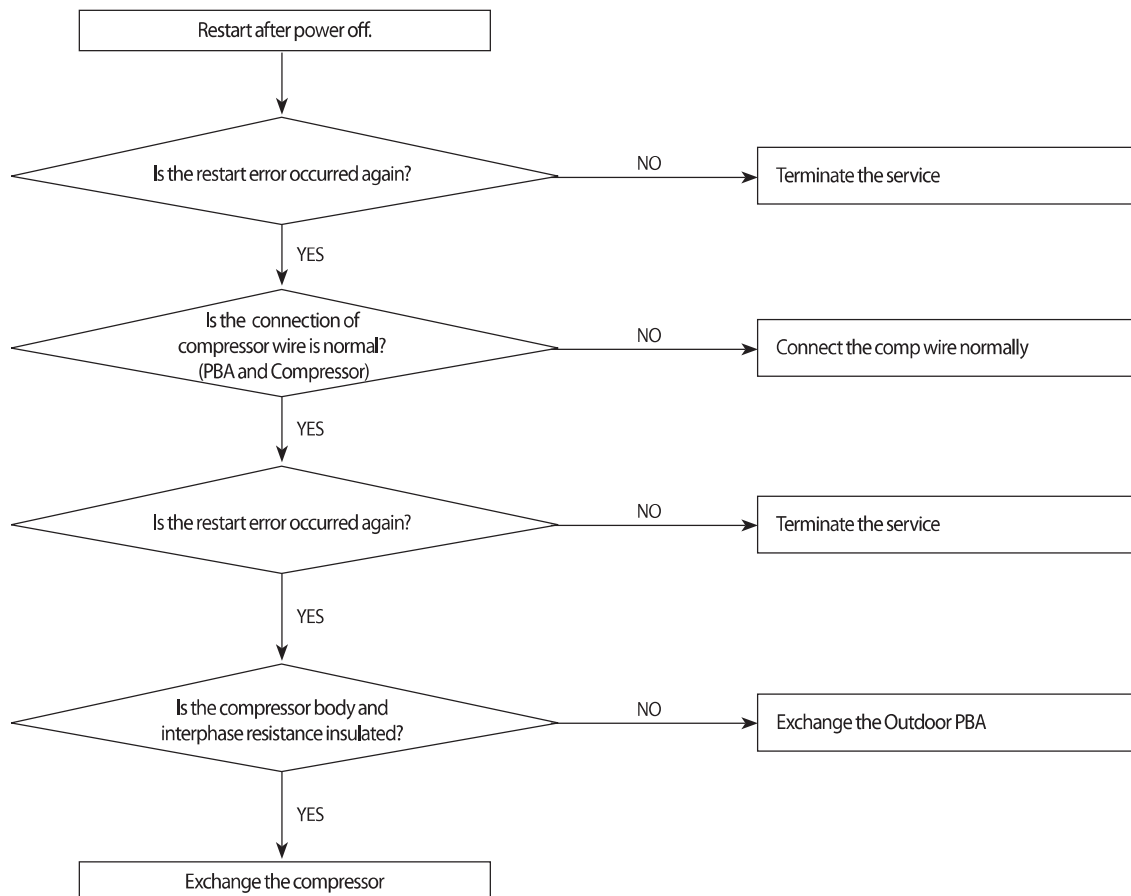 Restart after power off.
Is the restart error occurred again?
NO
Terminate the service
YES
Is the connection of
compressor wire is normal?
(PBA and Compressor)
NO
Connect the comp wire normally
YES
Is the restart error occurred again?
NO
Terminate the service
YES
Is the compressor body and
interphase resistance insulated?
NO
Exchange the Outdoor PBA
YES
Exchange the compressor